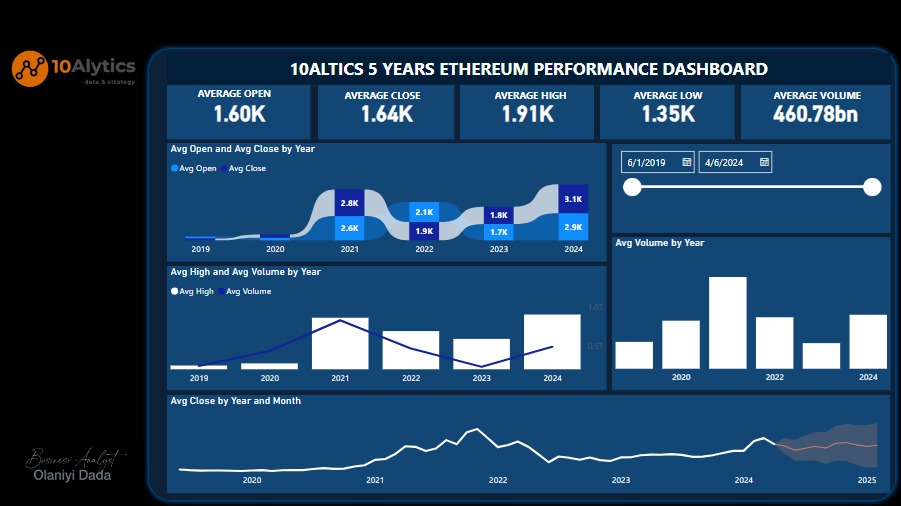 10Alytics
data & strategy
10ALTICS 5 YEARS ETHEREUM PERFORMANCE DASHBOARD
AVERAGE OPEN
1.60K
AVERAGE CLOSE
1.64K
AVERAGE HIGH
1.91K
AVERAGE LOW
1.35K
AVERAGE VOLUME
460.78bn
Avg Open and Avg Close by Year
Avg Open Avg Close
2.8K
2.6K
2.1K
1.9K
1.8K
1.7K
3.1K
2.9K
2019 2020 2021 2022 2023 2024
6/1/2019 4/6/2024
Avg High and Avg Volume by Year
Avg High Avg Volume
1.0T
0.5T
2019 2020 2021 2022 2023 2024
Avg Volume by Year
2020 2022 2024
Avg Close by Year and Month
2020 2021 2022 2023 2024 2025
Business Analyst
Olaniyi Dada